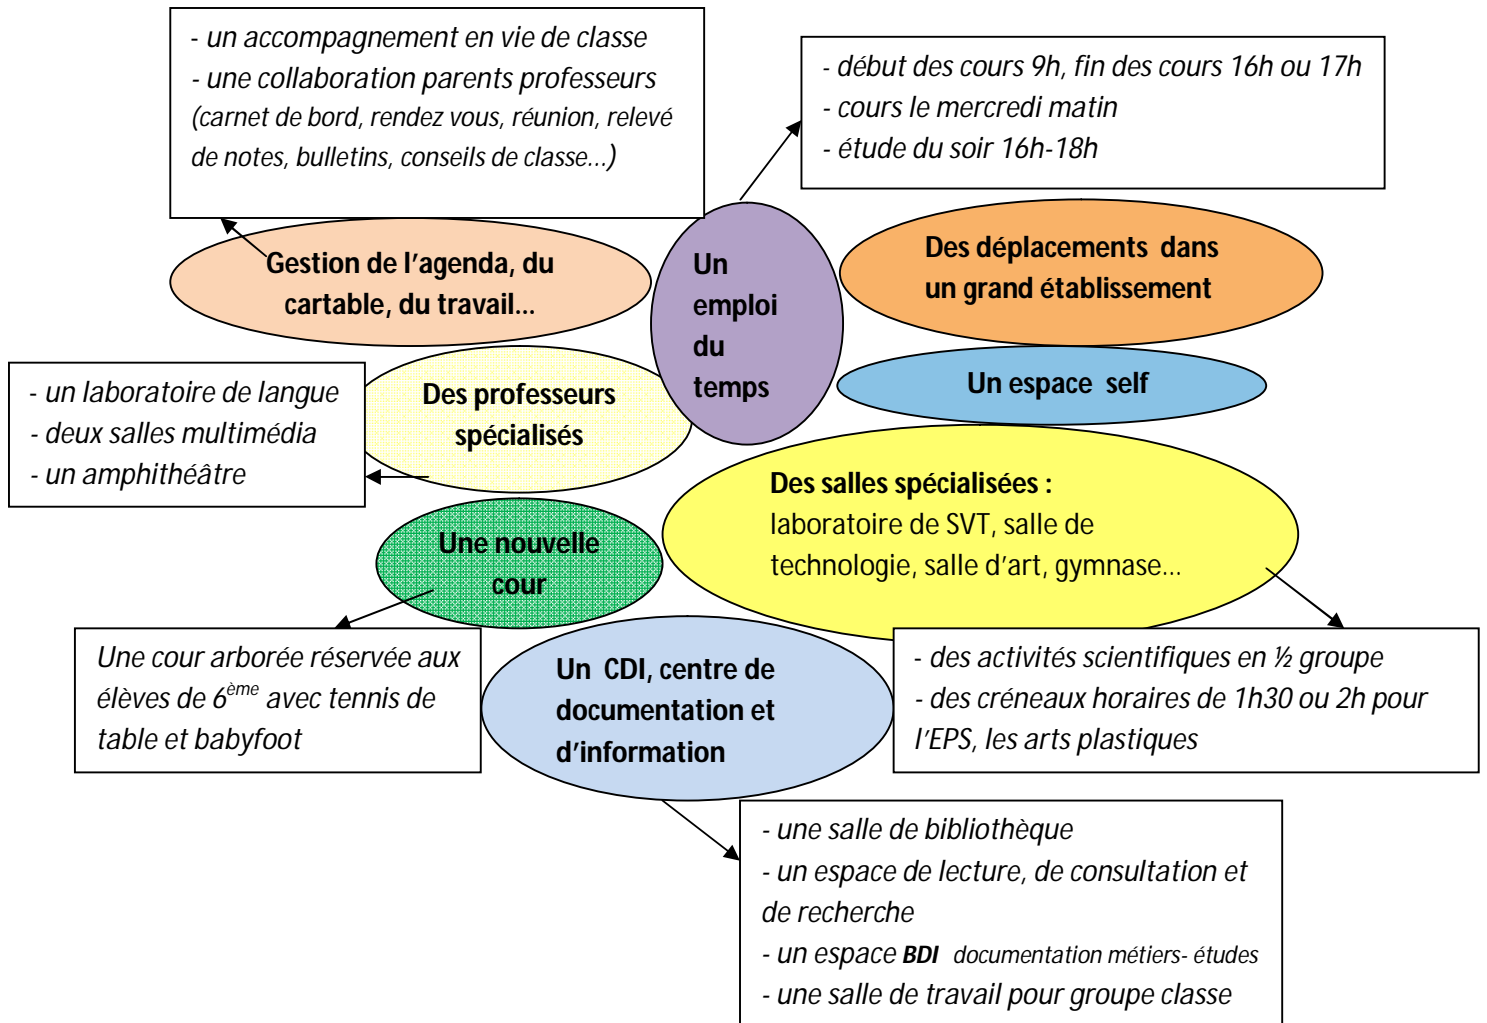 - un accompagnement en vie de classe
- une collaboration parents professeurs
(carnet de bord, rendez vous, réunion, relevé
de notes, bulletins, conseils de classe...)
- début des cours 9h, fin des cours 16h ou 17h
- cours le mercredi matin
- étude du soir 16h-18h
Gestion de l'agenda, du
cartable, du travail...
Un
emploi
du
temps
Des déplacements dans
un grand établissement
- un laboratoire de langue
- deux salles multimédia
- un amphithéâtre
Des professeurs
spécialisés
Un espace self
Des salles spécialisées :
laboratoire de SVT, salle de
technologie, salle d'art, gymnase...
Une nouvelle
cour
Une cour arborée réservée aux
élèves de 6ème avec tennis de
table et babyfoot
Un CDI, centre de
documentation et
d'information
- des activités scientifiques en ½ groupe
- des créneaux horaires de 1h30 ou 2h pour
l'EPS, les arts plastiques
- une salle de bibliothèque
- un espace de lecture, de consultation et
de recherche
- un espace BDI documentation métiers- études
- une salle de travail pour groupe classe